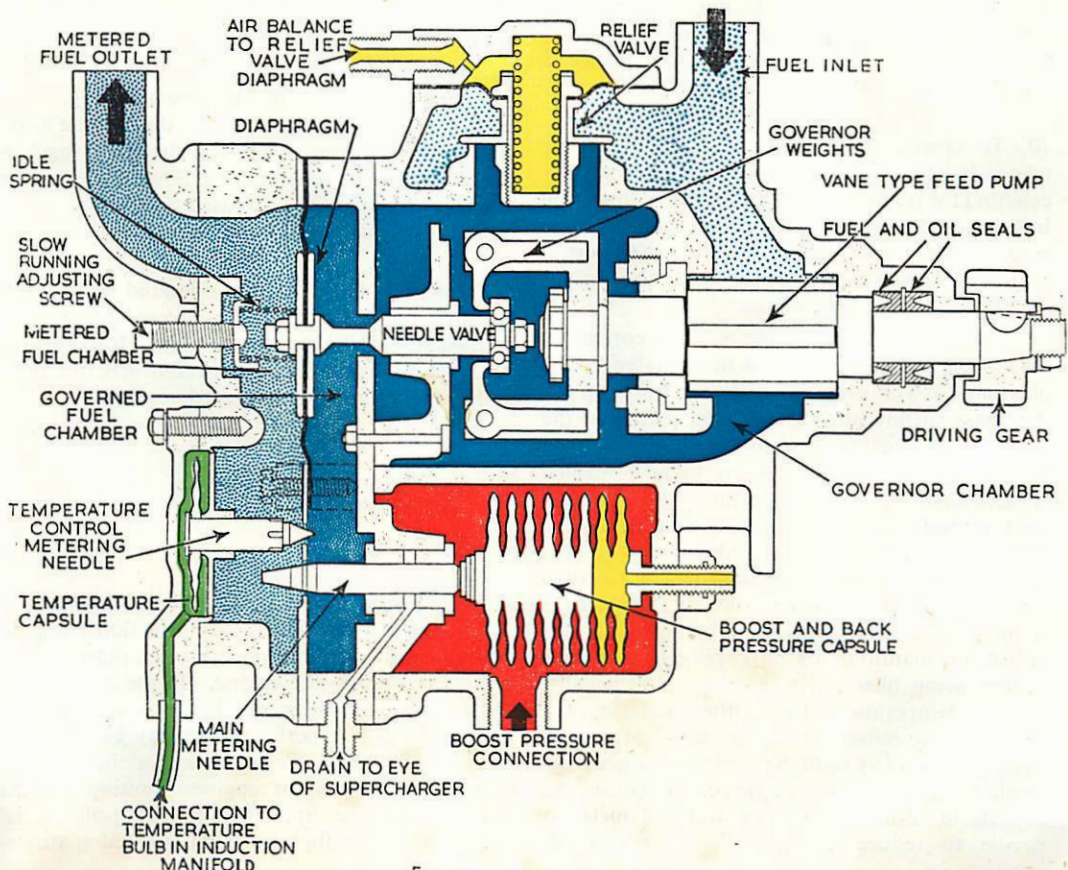 METERED
FUEL OUTLET
AIR BALANCE
TO RELIEF
VALVE
DIAPHRAGM
RELIEF
VALVE
FUEL INLET
DIAPHRAGM
GOVERNOR
WEIGHTS
IDLE
SPRING
VANE TYPE FEED PUMP
FUEL AND OIL SEALS
SLOW
RUNNING
ADJUSTING
SCREW
METERED
FUEL CHAMBER
NEEDLE VALVE
GOVERNED
FUEL
CHAMBER
DRIVING GEAR
GOVERNOR CHAMBER
TEMPERATURE
CONTROL
METERING
NEEDLE
TEMPERATURE
CAPSULE
BOOST AND BACK
PRESSURE CAPSULE
MAIN
METERING
NEEDLE
DRAIN TO EYE
OF SUPERCHARGER
BOOST PRESSURE
CONNECTION
CONNECTION TO
TEMPERATURE
BULB IN INDUCTION
MANIFOLD